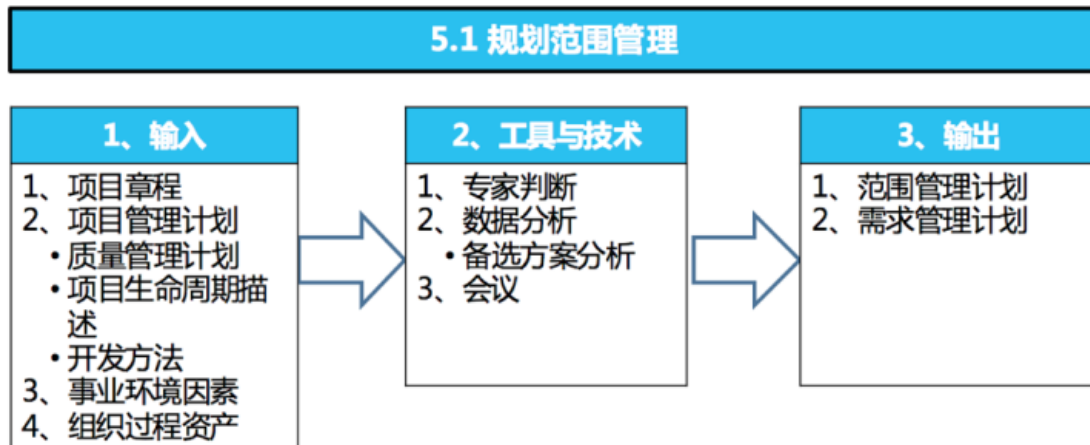 5.1 规划范围管理
1、输入
1、项目章程
2、项目管理计划
• 质量管理计划
• 项目生命周期描
述
• 开发方法
3、事业环境因素
4、组织过程资产
2、工具与技术
1、专家判断
2、数据分析
• 备选方案分析
3、会议
3、输出
1、范围管理计划
2、需求管理计划